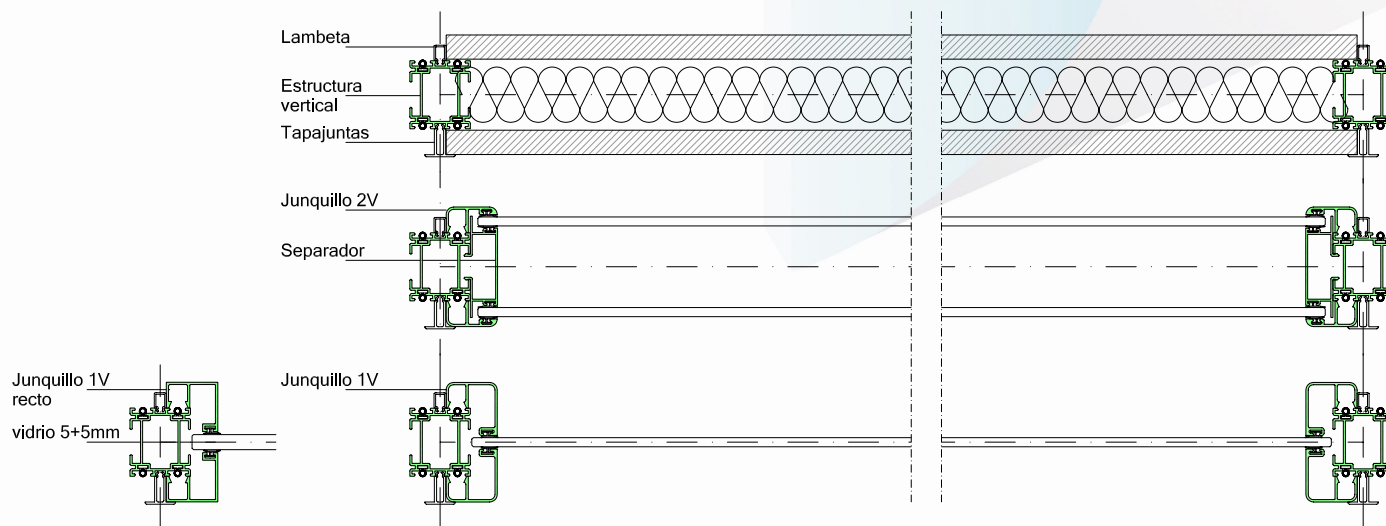 Lambeta
Estructura
vertical
Tapajuntas
Junquillo 2V
Separador
Junquillo 1V
recto
vidrio 5+5mm
Junquillo 1V